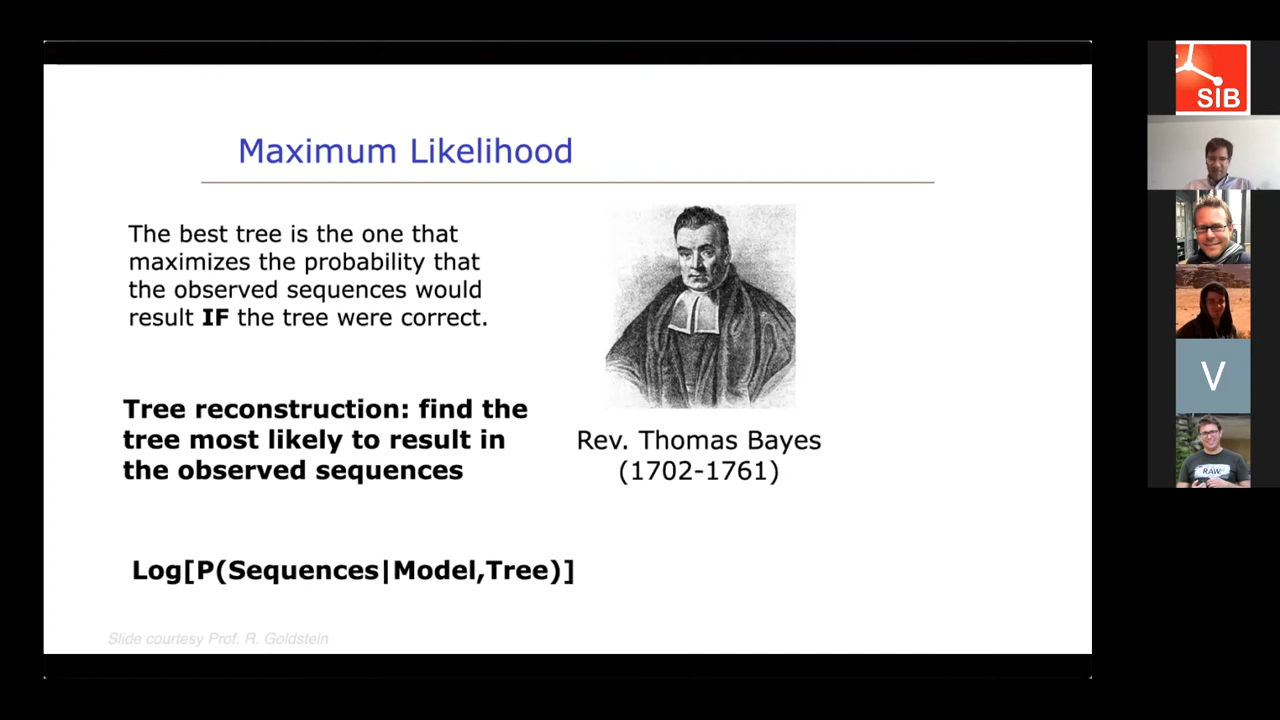 Maximum Likelihood
The best tree is the one that
maximizes the probability that
the observed sequences would
result IF the tree were correct.
Tree reconstruction: find the
tree most likely to result in
the observed sequences
Rev. Thomas Bayes
(1702-1761)
Log[P(Sequences|Model,Tree)]
Slide courtesy Prof. R. Goldstein
SIB
V
RAW